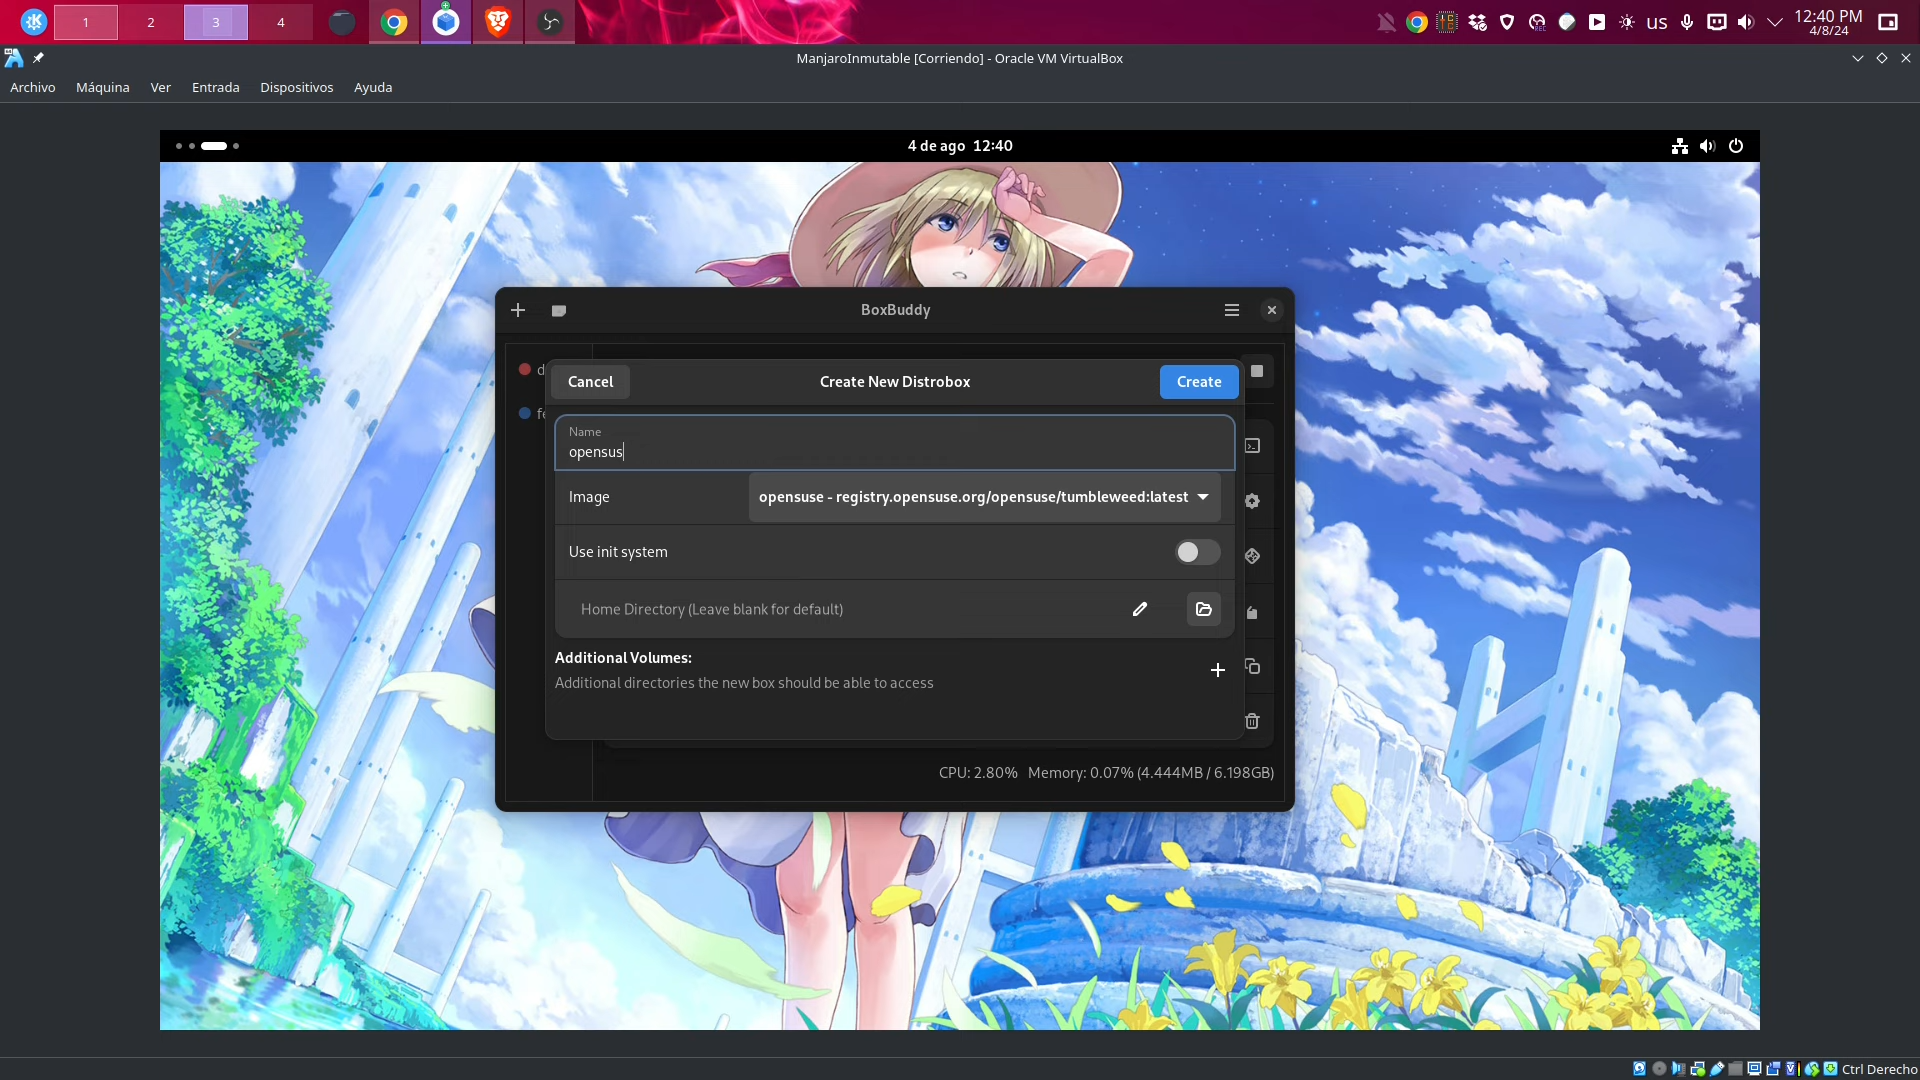 1 2 3 4
us
12:40 PM
4/8/24
ManjaroInmutable [Corriendo] - Oracle VM VirtualBox
Archivo Máquina Ver Entrada Dispositivos Ayuda
4 de ago 12:40
BoxBuddy
d
Cancel Create New Distrobox Create
fe
Name
opensus
Image opensuse - registry.opensuse.org/opensuse/tumbleweed:latest
Use init system
Home Directory (Leave blank for default)
Additional Volumes:
Additional directories the new box should be able to access
CPU: 2.80% Memory: 0.07% (4.444MB / 6.198GB)
Ctrl Derecho